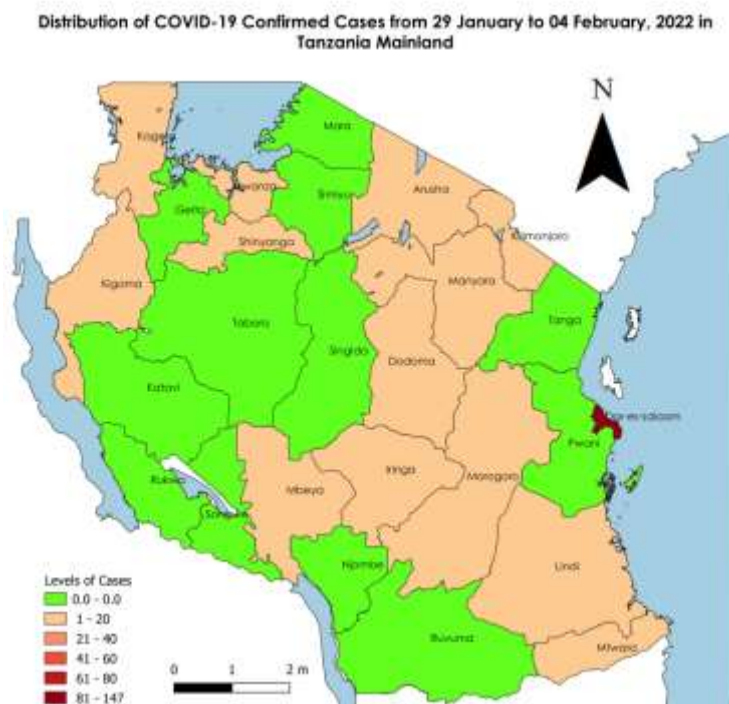 Distribution of COVID-19 Confirmed Cases from 29 January to 04 February, 2022 in
Tanzania Mainland
N
Mara
Kagera
Mwanza
Simiyu
Arusha
Geita
Kilimanjaro
Shinyanga
Manyara
Kigoma
Tanga
Tabora
Singida
Dodoma
Katavi
Dar-es-salaam
Pwani
Rukwa
Iringa
Morogoro
Mbeya
Songwe
Lindi
Njombe
Ruvuma
Mtwara
Levels of Cases
0.0 - 0.0
1 - 20
21 - 40
41 - 60
61 - 80
81 - 147
0 1 2 m